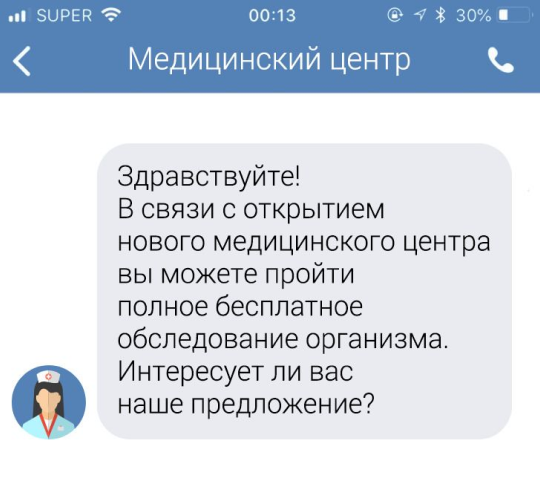 SUPER 00:13 30%
Медицинский центр
Здравствуйте!
В связи с открытием
нового медицинского центра
вы можете пройти
полное бесплатное
обследование организма.
Интересует ли вас
наше предложение?